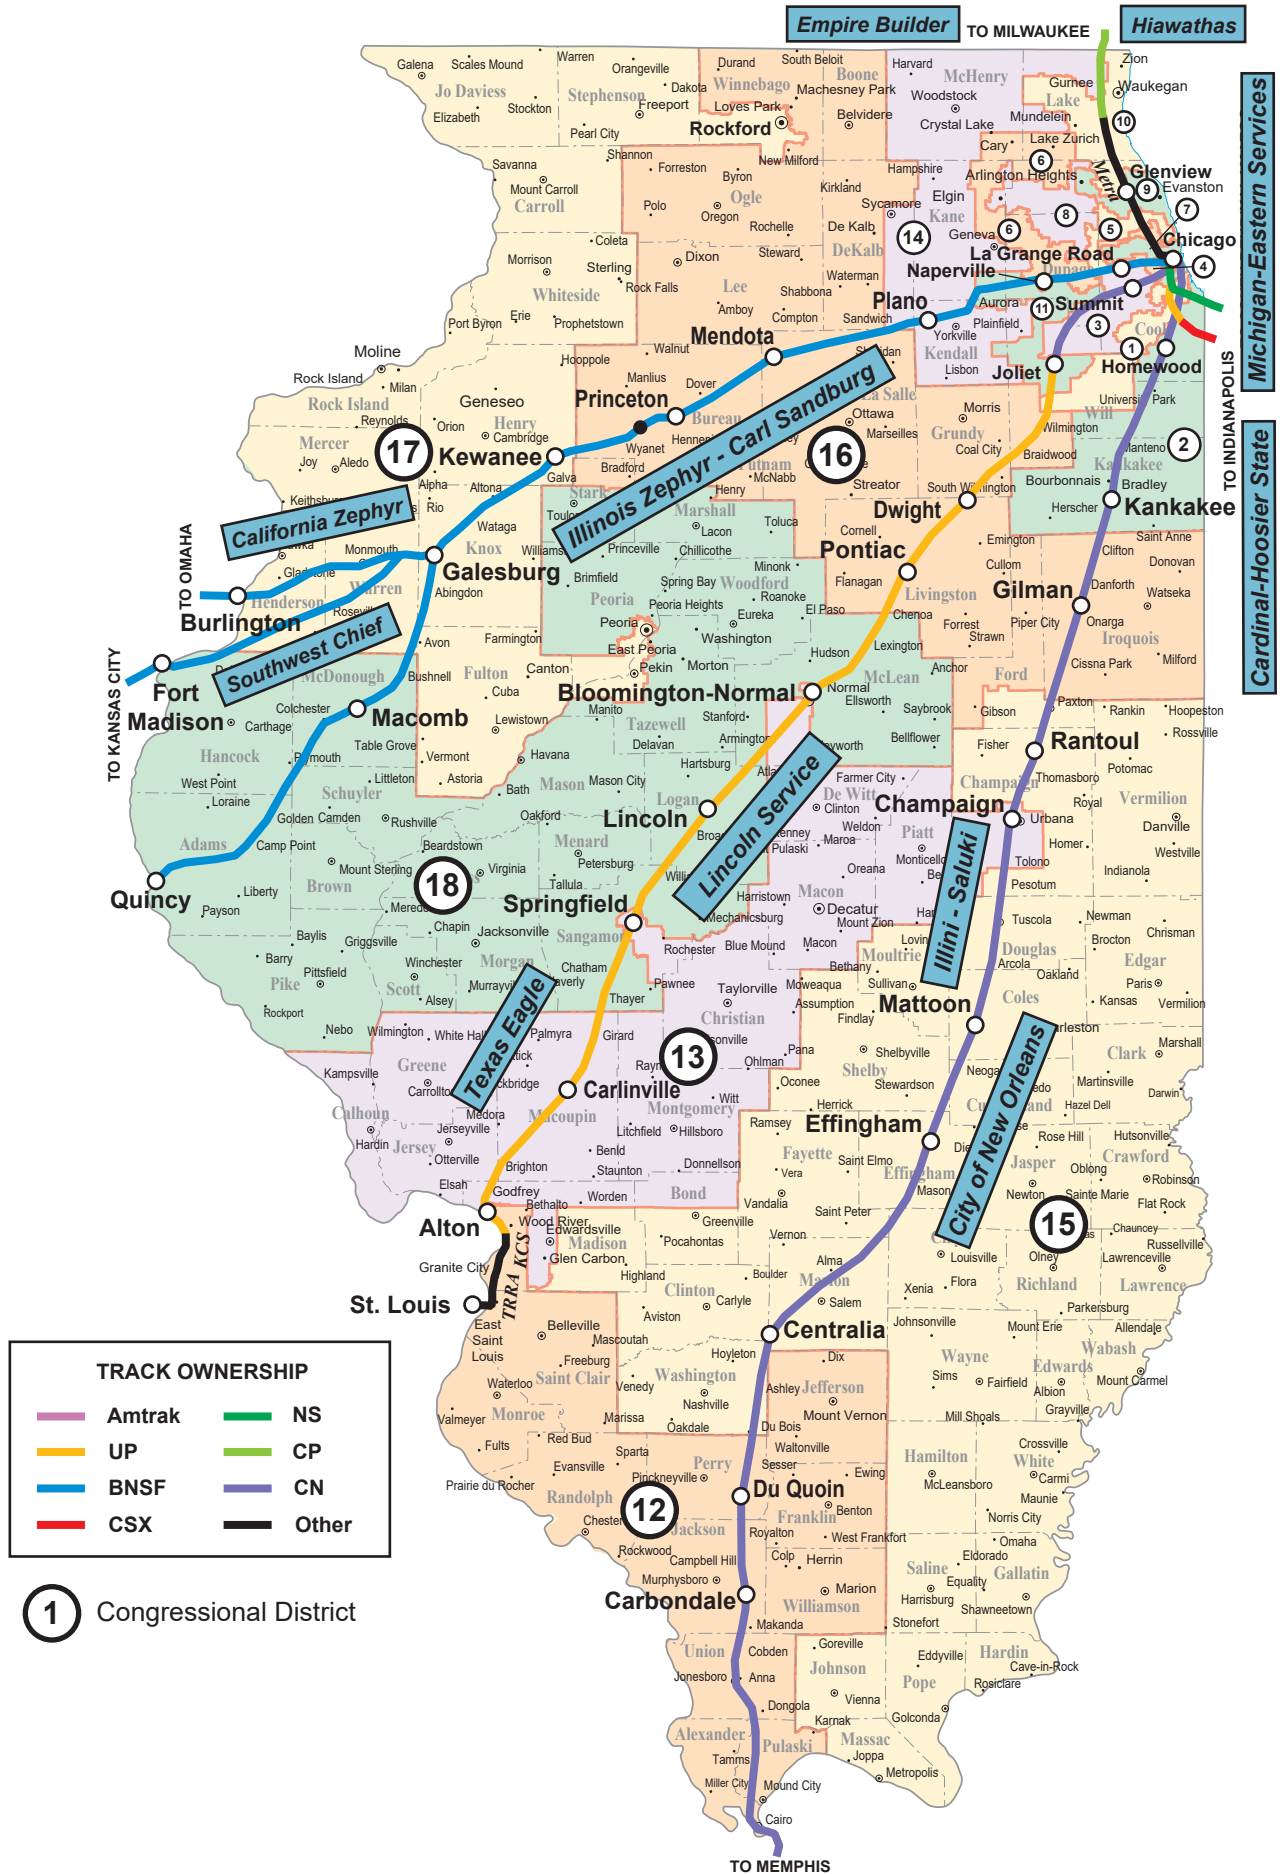 Empire Builder
TO MILWAUKEE
Hiawathas
Michigan-Eastern Services
Cardinal-Hoosier State
TO INDIANAPOLIS
Galena
Scales Mound
Warren
Orangeville
Durand
South Beloit
Harvard
Zion
Jo Daviess
Stephenson
Winnebago
Boone
McHenry
Gurnee
Waukegan
Lake
Dakota
Machesney Park
Woodstock
Elizabeth
Stockton
Freeport
Loves Park
Rockford
Belvidere
Crystal Lake
Mundelein
10
Pearl City
Cary
Lake Zurich
Shannon
New Milford
6
Metra
Savanna
Forreston
Byron
Hampshire
Arlington Heights
Glenview
Mount Carroll
Kirkland
Elgin
9
Evanston
Carroll
Ogle
Polo
Oregon
Sycamore
Kane
8
7
Rochelle
De Kalb
14
Geneva
6
5
Chicago
Coleta
DeKalb
La Grange Road
4
Morrison
Sterling
Dixon
Steward
Naperville
Whiteside
Rock Falls
Lee
Waterman
Plano
Aurora
11
Summit
Shabbona
Amboy
Compton
Sandwich
Yorkville
Plainfield
3
Erie
Prophetstown
Port Byron
Mendota
Kendall
Joliet
1
Homewood
Moline
Hooppole
Walnut
Lisbon
Rock Island
Milan
Manlius
Dover
La Salle
University Park
Rock Island
Geneseo
Princeton
Bureau
Ottawa
Morris
Will
Reynolds
Orion
Henry
Cambridge
Marseilles
Grundy
Wilmington
Mercer
17
Kewanee
Wyanet
Coal City
Braidwood
2
Manteno
Joy
Aledo
Galva
Bradford
Putnam
16
Kankakee
Alpha
Altona
Stark
McNabb
Henry
Streator
South Wilmington
Bourbonnais
Bradley
California Zephyr
Rio
Illinois Zephyr - Carl Sandburg
Marshall
Dwight
Herscher
Kankakee
Wataga
Lacon
Toluca
Cornell
Saint Anne
TO OMAHA
Monmouth
Knox
Princeville
Chillicothe
Pontiac
Emington
Clifton
Donovan
Galesburg
Brimfield
Minonk
Flanagan
Cullom
Danforth
Henderson
Warren
Abingdon
Spring Bay
Woodford
Roanoke
Livingston
Gilman
Watseka
Burlington
Peoria
Peoria Heights
Eureka
El Paso
Chenoa
Forrest
Strawn
Piper City
Onarga
Iroquois
Southwest Chief
Peoria
Washington
Avon
Farmington
East Peoria
Hudson
Lexington
TO KANSAS CITY
Fort
Madison
McDonough
Bushnell
Canton
Pekin
Morton
Anchor
Cissna Park
Milford
Fulton
Bloomington-Normal
Normal
McLean
Ford
Colchester
Macomb
Cuba
Ellsworth
Carthage
Manito
Stanford
Saybrook
Gibson
Paxton
Rankin
Hoopeston
Lewistown
Tazewell
Hancock
Table Grove
Vermont
Delavan
Armington
Bellflower
Fisher
Rantoul
Rossville
Plymouth
Havana
Hartsburg
Potomac
West Point
Littleton
Astoria
Mason
Mason City
Farmer City
Champaign
Thomasboro
Loraine
Schuyler
Bath
Logan
De Witt
Clinton
Champaign
Royal
Vermilion
Golden
Camden
Rushville
Oakford
Lincoln
Weldon
Urbana
Danville
Adams
Camp Point
Beardstown
Menard
Lincoln Service
Maroa
Piatt
Homer
Westville
Mount Sterling
Virginia
Petersburg
Monticello
Tolono
Indianola
Quincy
Liberty
Brown
18
Tallula
Oreana
Pesotum
Payson
Springfield
Harristown
Macon
Decatur
Tuscola
Newman
Chapin
Mechanicsburg
Mount Zion
Chrisman
Baylis
Griggsville
Jacksonville
Sangamon
Rochester
Blue Mound
Macon
Illini - Saluki
Douglas
Brocton
Barry
Winchester
Morgan
Chatham
Bethany
Moultrie
Arcola
Oakland
Edgar
Pike
Pittsfield
Scott
Pawnee
Moweaqua
Sullivan
Paris
Rockport
Alsey
Thayer
Taylorville
Assumption
Mattoon
Coles
Kansas
Vermilion
Nebo
Wilmington
Texas Eagle
Christian
Findlay
White Hall
Palmyra
Girard
13
Pana
City of New Orleans
Clark
Marshall
Greene
Ohlman
Shelbyville
Kampsville
Carrollton
Oconee
Shelby
Stewardson
Neoga
Martinsville
Carlinville
Witt
Herrick
Cumberland
Hazel Dell
Darwin
Calhoun
Medora
Macoupin
Montgomery
Ramsey
Effingham
Hardin
Jersey
Jerseyville
Litchfield
Hillsboro
Rose Hill
Hutsonville
Otterville
Benld
Fayette
Saint Elmo
Jasper
Crawford
Brighton
Staunton
Donnellson
Vera
Effingham
Oblong
Robinson
Elsah
Godfrey
Worden
Bond
Vandalia
Mason
Newton
Sainte Marie
Flat Rock
Alton
Bethalto
Wood River
Greenville
Saint Peter
15
Chauncey
Edwardsville
Madison
Pocahontas
Vernon
Russellville
Granite City
Glen Carbon
Alma
Louisville
Olney
Lawrenceville
TRRA KCS
Highland
Boulder
Marion
Flora
Richland
Lawrence
St. Louis
Clinton
Carlyle
Salem
Xenia
Aviston
Parkersburg
East
Saint
Louis
Belleville
Mascoutah
Centralia
Johnsonville
Mount Erie
Allendale
Freeburg
Hoyleton
Wabash
Saint Clair
Washington
Dix
Wayne
Edwards
Waterloo
Venedy
Nashville
Ashley
Jefferson
Sims
Fairfield
Albion
Mount Carmel
Valmeyer
Monroe
Marissa
Oakdale
Mount Vernon
Mill Shoals
Grayville
Red Bud
Du Bois
Fults
Sparta
Waltonville
Crossville
Evansville
Perry
Sesser
Hamilton
White
Prairie du Rocher
Pinckneyville
Ewing
McLeansboro
Carmi
Randolph
12
Du Quoin
Maunie
Chester
Franklin
Benton
Norris City
Jackson
Royalton
West Frankfort
Omaha
Rockwood
Campbell Hill
Colp
Herrin
Eldorado
Murphysboro
Saline
Gallatin
Carbondale
Marion
Equality
Harrisburg
Williamson
Shawneetown
Makanda
Stonefort
Union
Cobden
Goreville
Eddyville
Hardin
Jonesboro
Anna
Johnson
Cave-in-Rock
Pope
Rosiclare
Vienna
Dongola
Golconda
Alexander
Karnak
Pulaski
Massac
Tamms
Joppa
Miller City
Mound City
Metropolis
Cairo
TO MEMPHIS
TRACK OWNERSHIP
Amtrak
NS
UP
CP
BNSF
CN
CSX
Other
1
Congressional District